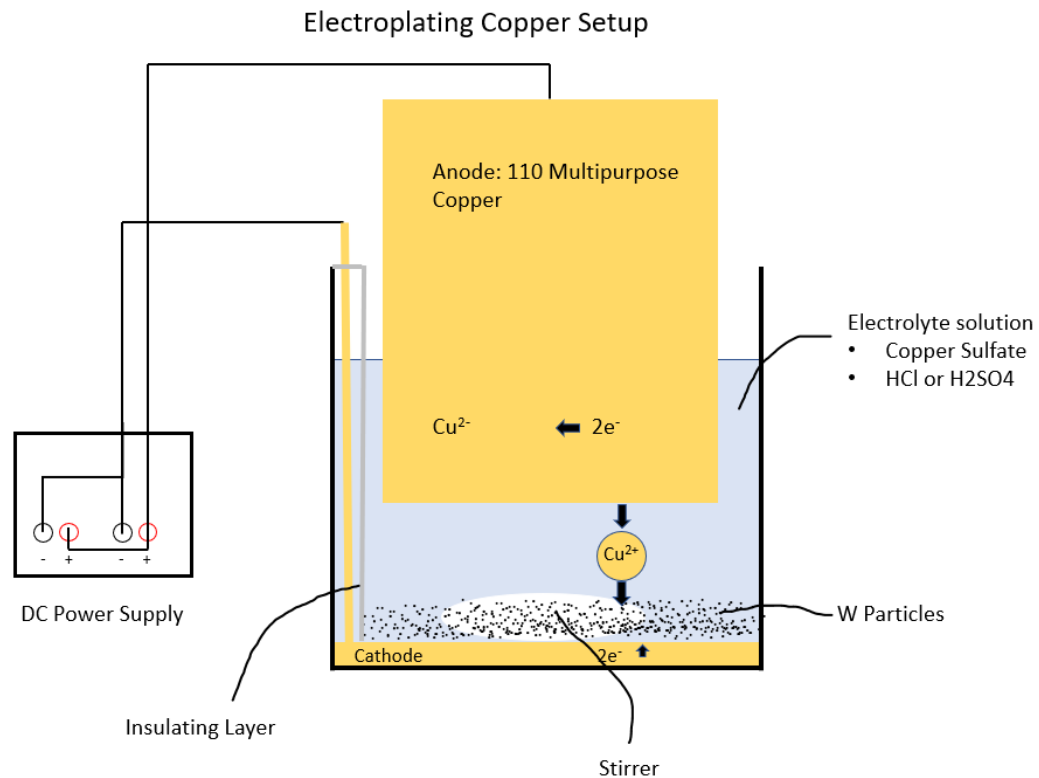 Electroplating Copper Setup
Anode: 110 Multipurpose
Copper
Electrolyte solution
• Copper Sulfate
• HCl or H2SO4
Cu²⁻ 2e⁻
Cu²⁺
- + - +
DC Power Supply
W Particles
Cathode 2e⁻
Insulating Layer
Stirrer